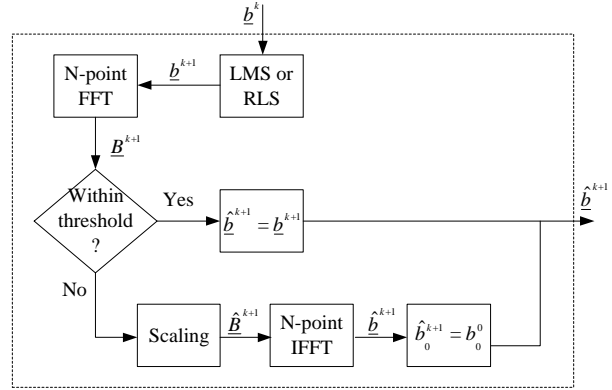 b^k
N-point
FFT
b^{k+1}
LMS or
RLS
B^{k+1}
Within
threshold
?
Yes
b̂^{k+1} = b^{k+1}
b̂^{k+1}
No
Scaling
B̂^{k+1}
N-point
IFFT
b̂^{k+1}
b̂_0^{k+1} = b_0^0